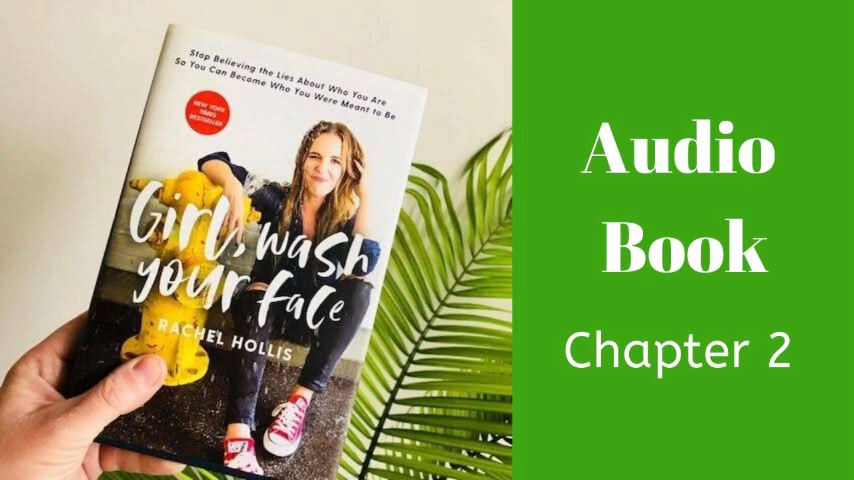 Stop Believing the Lies About Who You Are
So You Can Become Who You Were Meant to Be
NEW YORK
TIMES
BESTSELLER
Girl, wash
your face
RACHEL HOLLIS
Audio
Book
Chapter 2